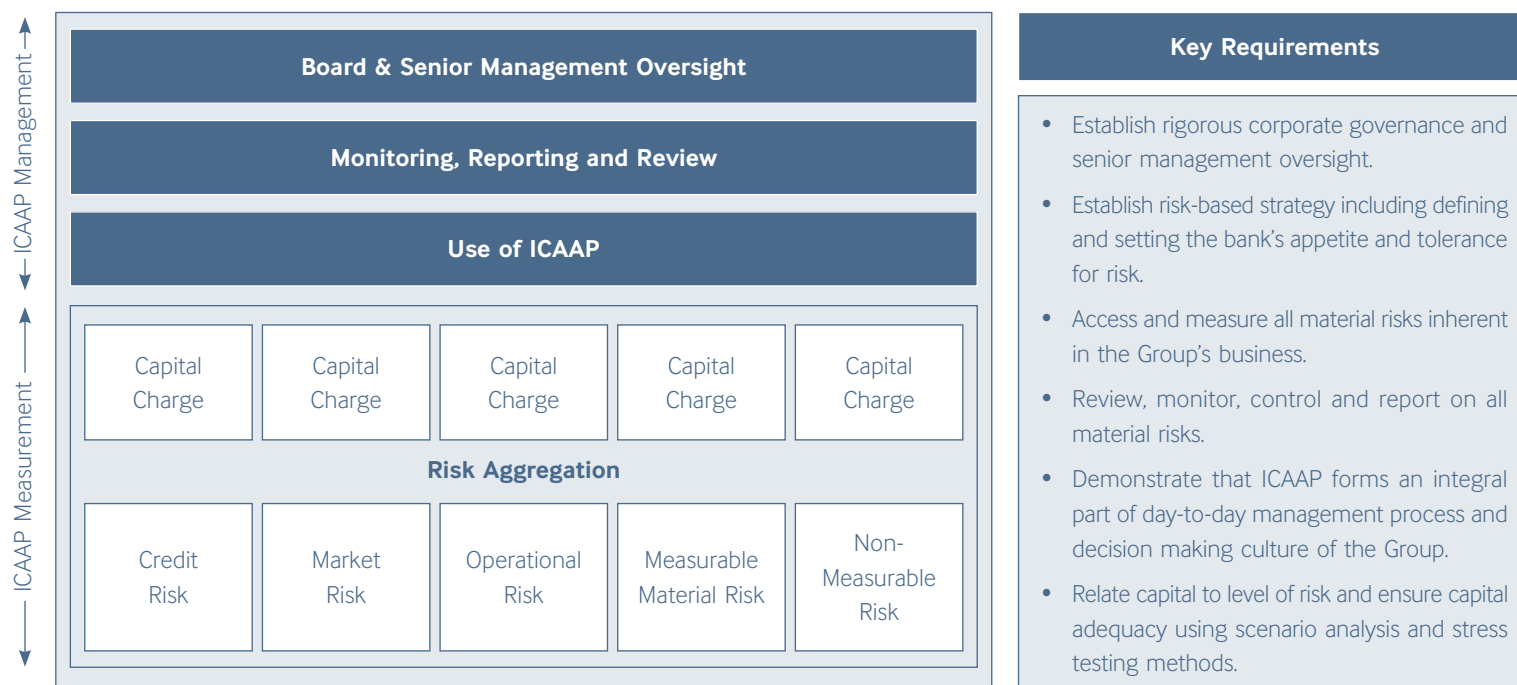 ICAAP Management
ICAAP Measurement
Board & Senior Management Oversight
Monitoring, Reporting and Review
Use of ICAAP
Capital
Charge
Capital
Charge
Capital
Charge
Capital
Charge
Capital
Charge
Risk Aggregation
Credit
Risk
Market
Risk
Operational
Risk
Measurable
Material Risk
Non-
Measurable
Risk
Key Requirements
• Establish rigorous corporate governance and
senior management oversight.
• Establish risk-based strategy including defining
and setting the bank’s appetite and tolerance
for risk.
• Access and measure all material risks inherent
in the Group’s business.
• Review, monitor, control and report on all
material risks.
• Demonstrate that ICAAP forms an integral
part of day-to-day management process and
decision making culture of the Group.
• Relate capital to level of risk and ensure capital
adequacy using scenario analysis and stress
testing methods.